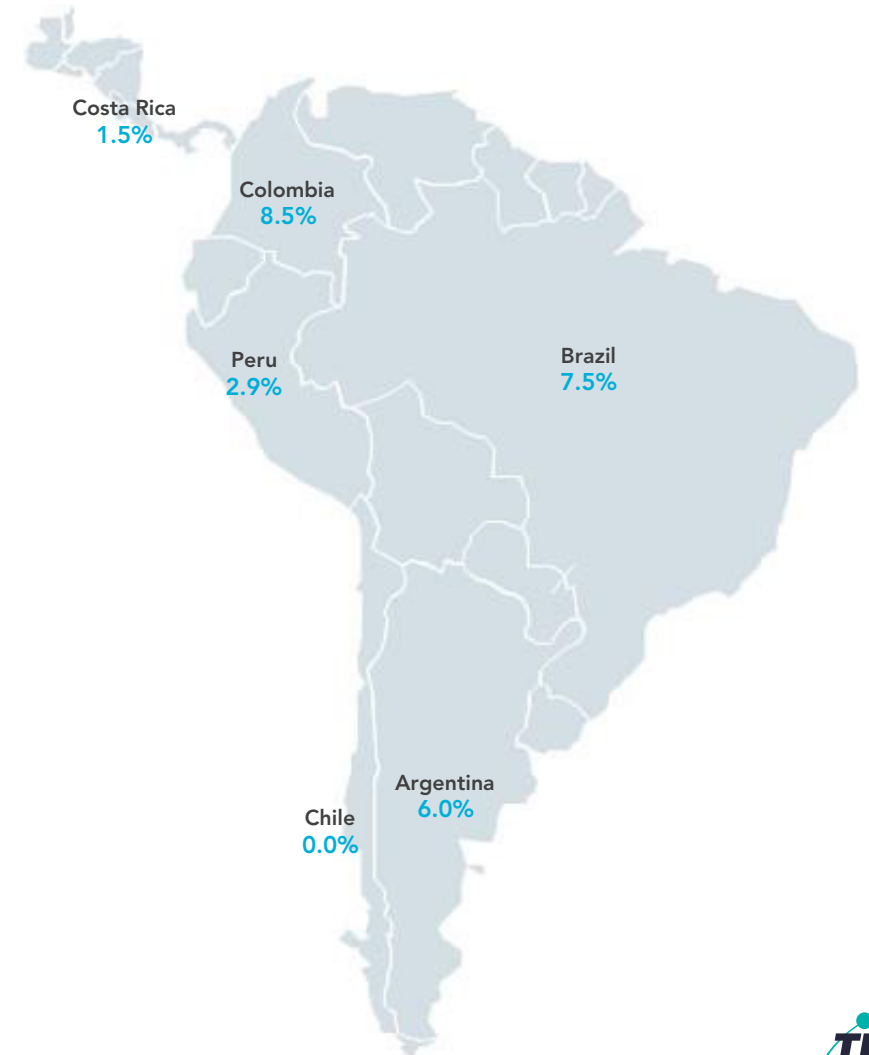 Costa Rica
1.5%
Colombia
8.5%
Peru
2.9%
Brazil
7.5%
Argentina
6.0%
Chile
0.0%